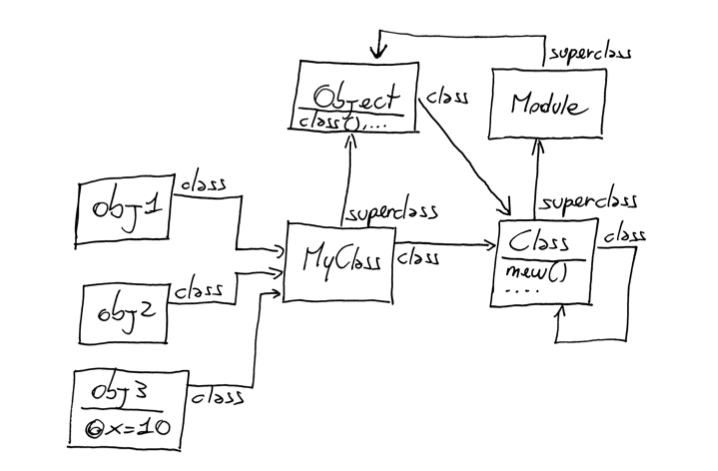 superclass
Object
class(),...
class
Module
obj1
class
superclass
superclass
MyClass
class
Class
new()
....
class
obj2
class
obj3
@x=10
class